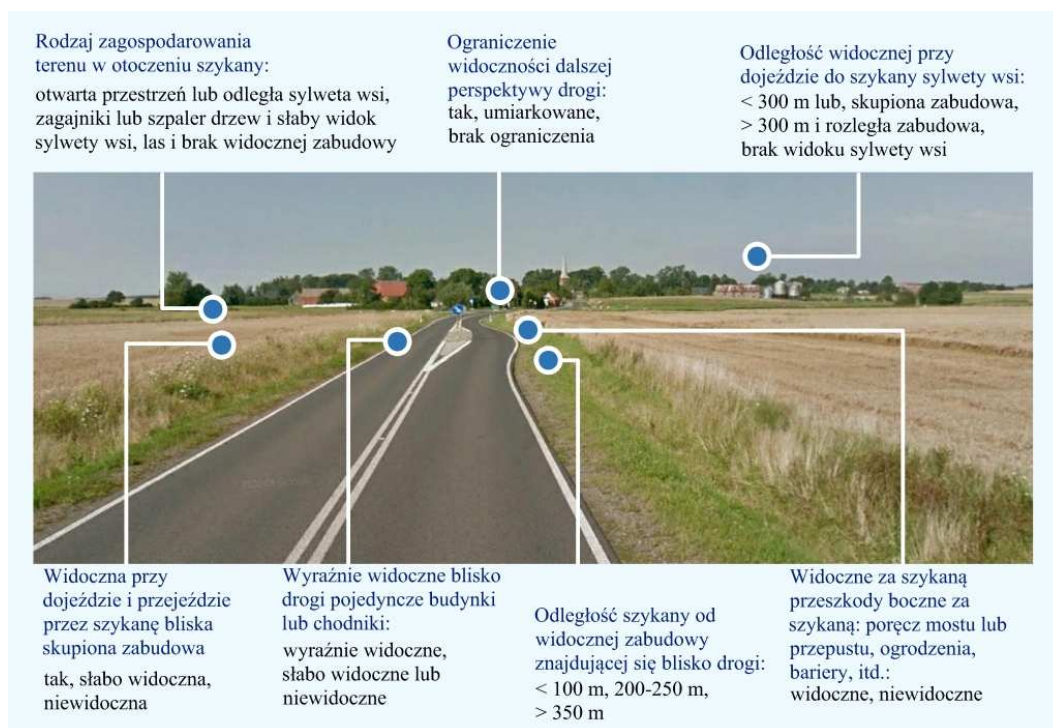 Rodzaj zagospodarowania
terenu w otoczeniu szykany:
otwarta przestrzeń lub odległa sylweta wsi,
zagajniki lub szpaler drzew i słaby widok
sylwety wsi, las i brak widocznej zabudowy
Ograniczenie
widoczności dalszej
perspektywy drogi:
tak, umiarkowane,
brak ograniczenia
Odległość widocznej przy
dojeździe do szykany sylwety wsi:
< 300 m lub, skupiona zabudowa,
> 300 m i rozległa zabudowa,
brak widoku sylwety wsi
Widoczna przy
dojeździe i przejeździe
przez szykanę bliska
skupiona zabudowa
tak, słabo widoczna,
niewidoczna
Wyraźnie widoczne blisko
drogi pojedyncze budynki
lub chodniki:
wyraźnie widoczne,
słabo widoczne lub
niewidoczne
Odległość szykany od
widocznej zabudowy
znajdującej się blisko drogi:
< 100 m, 200-250 m,
> 350 m
Widoczne za szykaną
przeszkody boczne za
szykaną: poręcz mostu lub
przepustu, ogrodzenia,
bariery, itd.:
widoczne, niewidoczne